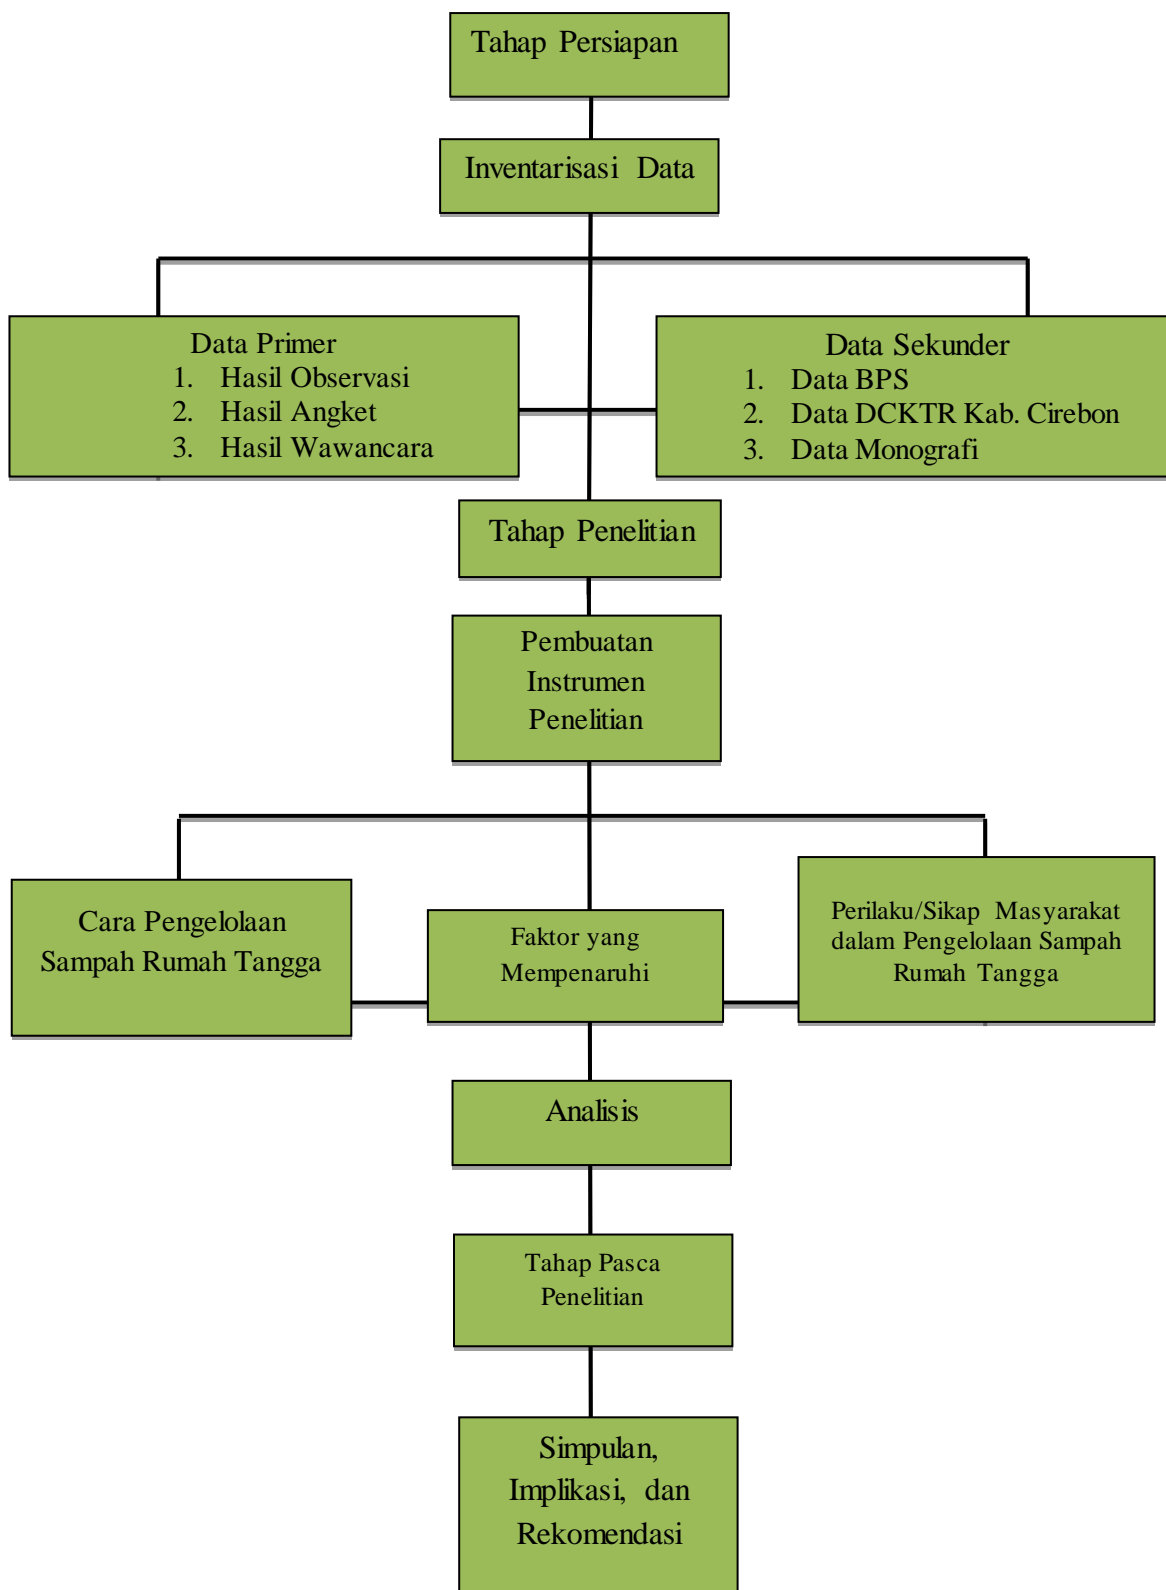 Tahap Persiapan
Inventarisasi Data
Data Primer
1. Hasil Observasi
2. Hasil Angket
3. Hasil Wawancara
Data Sekunder
1. Data BPS
2. Data DCKTR Kab. Cirebon
3. Data Monografi
Tahap Penelitian
Pembuatan
Instrumen
Penelitian
Cara Pengelolaan
Sampah Rumah Tangga
Faktor yang
Mempenaruhi
Perilaku/Sikap Masyarakat
dalam Pengelolaan Sampah
Rumah Tangga
Analisis
Tahap Pasca
Penelitian
Simpulan,
Implikasi, dan
Rekomendasi